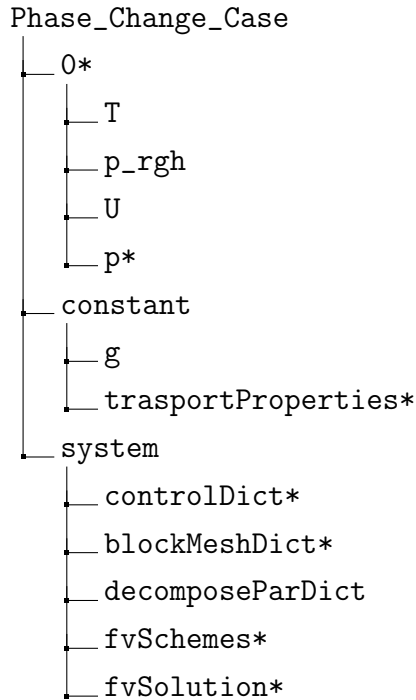 Phase_Change_Case
0*
T
p_rgh
U
p*
constant
g
trasportProperties*
system
controlDict*
blockMeshDict*
decomposeParDict
fvSchemes*
fvSolution*